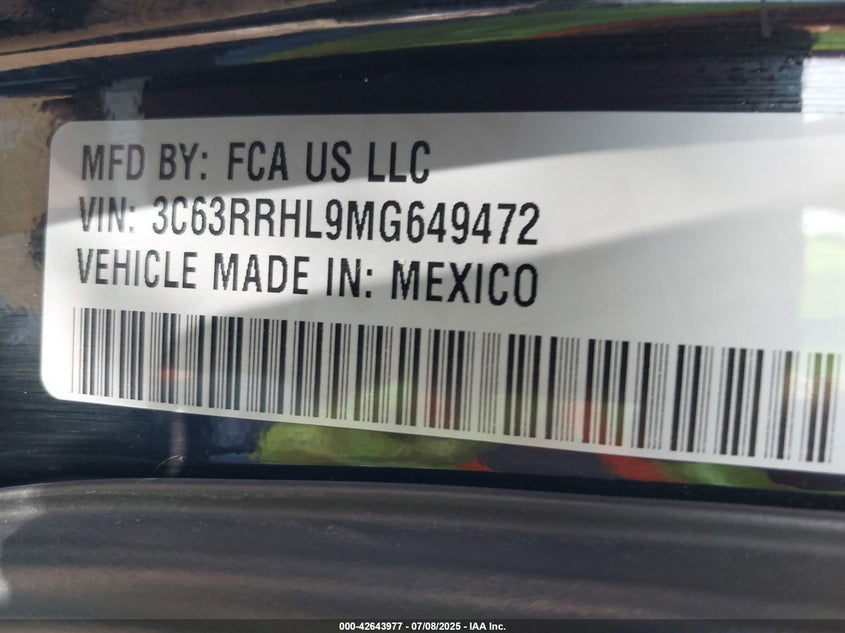 MFD BY: FCA US LLC
VIN: 3C63RRHL9MG649472
VEHICLE MADE IN: MEXICO
000-42643977 - 07/08/2025 - IAA Inc.